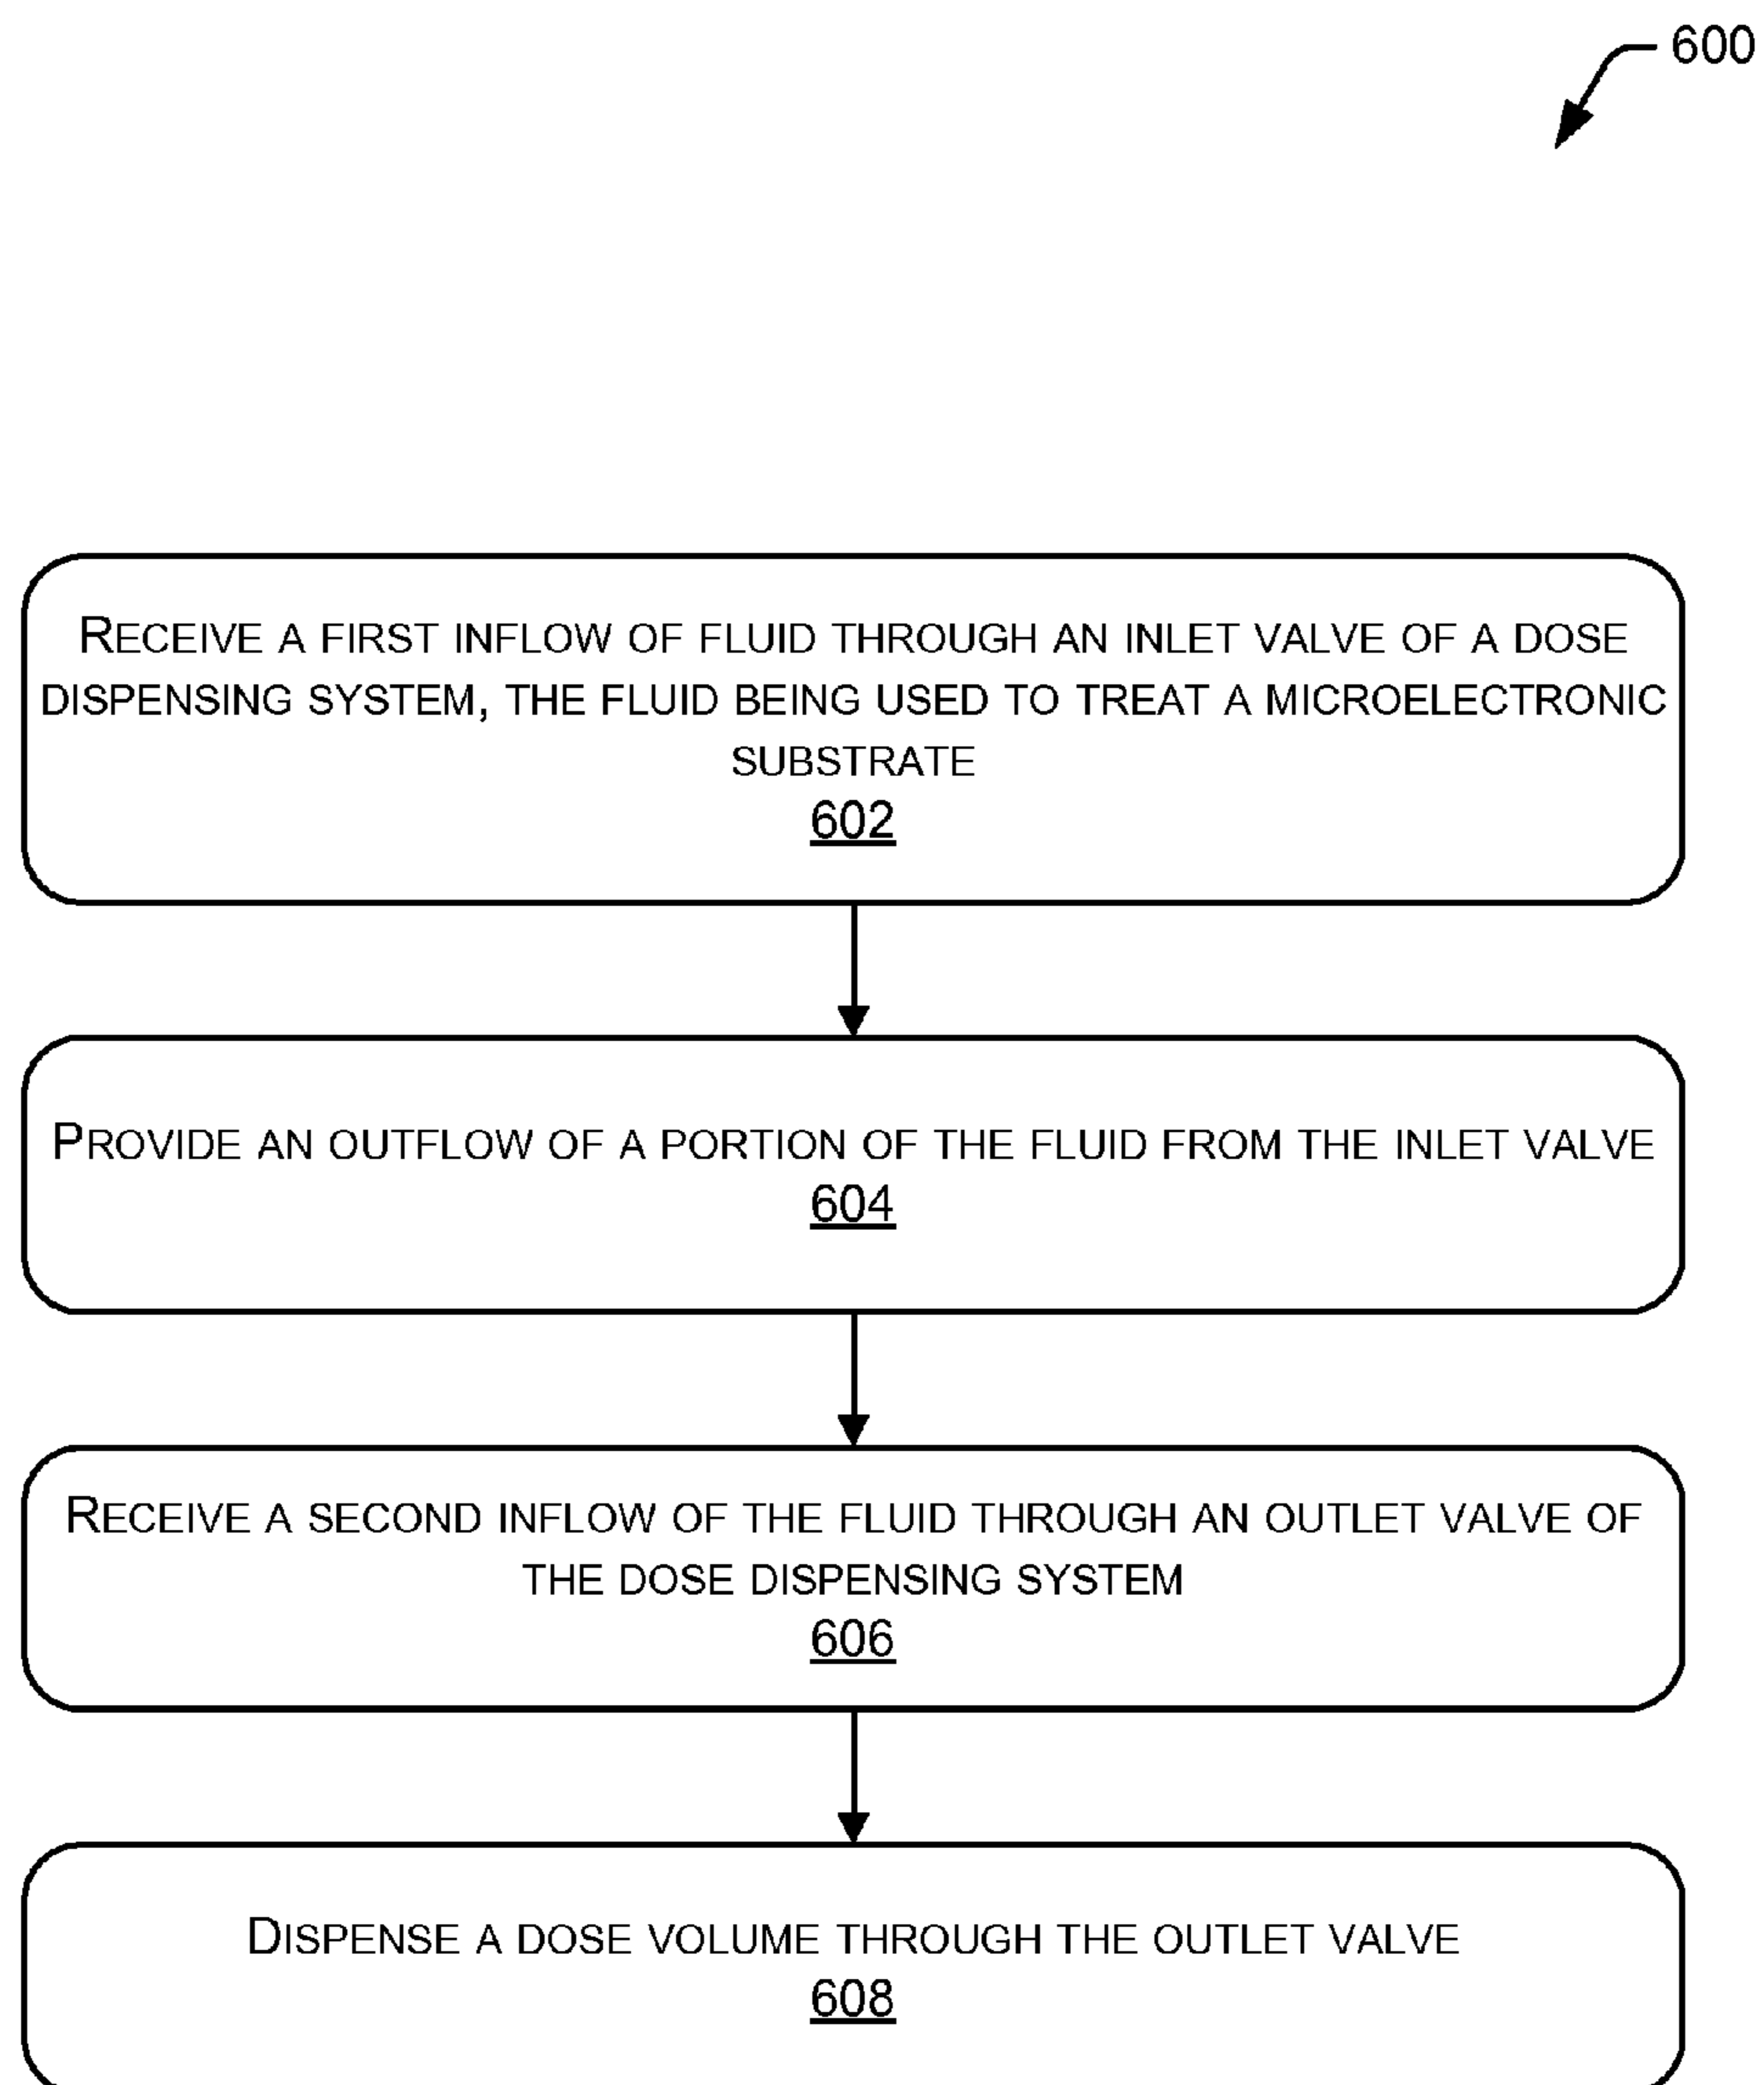 600
RECEIVE A FIRST INFLOW OF FLUID THROUGH AN INLET VALVE OF A DOSE
DISPENSING SYSTEM, THE FLUID BEING USED TO TREAT A MICROELECTRONIC
SUBSTRATE
602
PROVIDE AN OUTFLOW OF A PORTION OF THE FLUID FROM THE INLET VALVE
604
RECEIVE A SECOND INFLOW OF THE FLUID THROUGH AN OUTLET VALVE OF
THE DOSE DISPENSING SYSTEM
606
DISPENSE A DOSE VOLUME THROUGH THE OUTLET VALVE
608